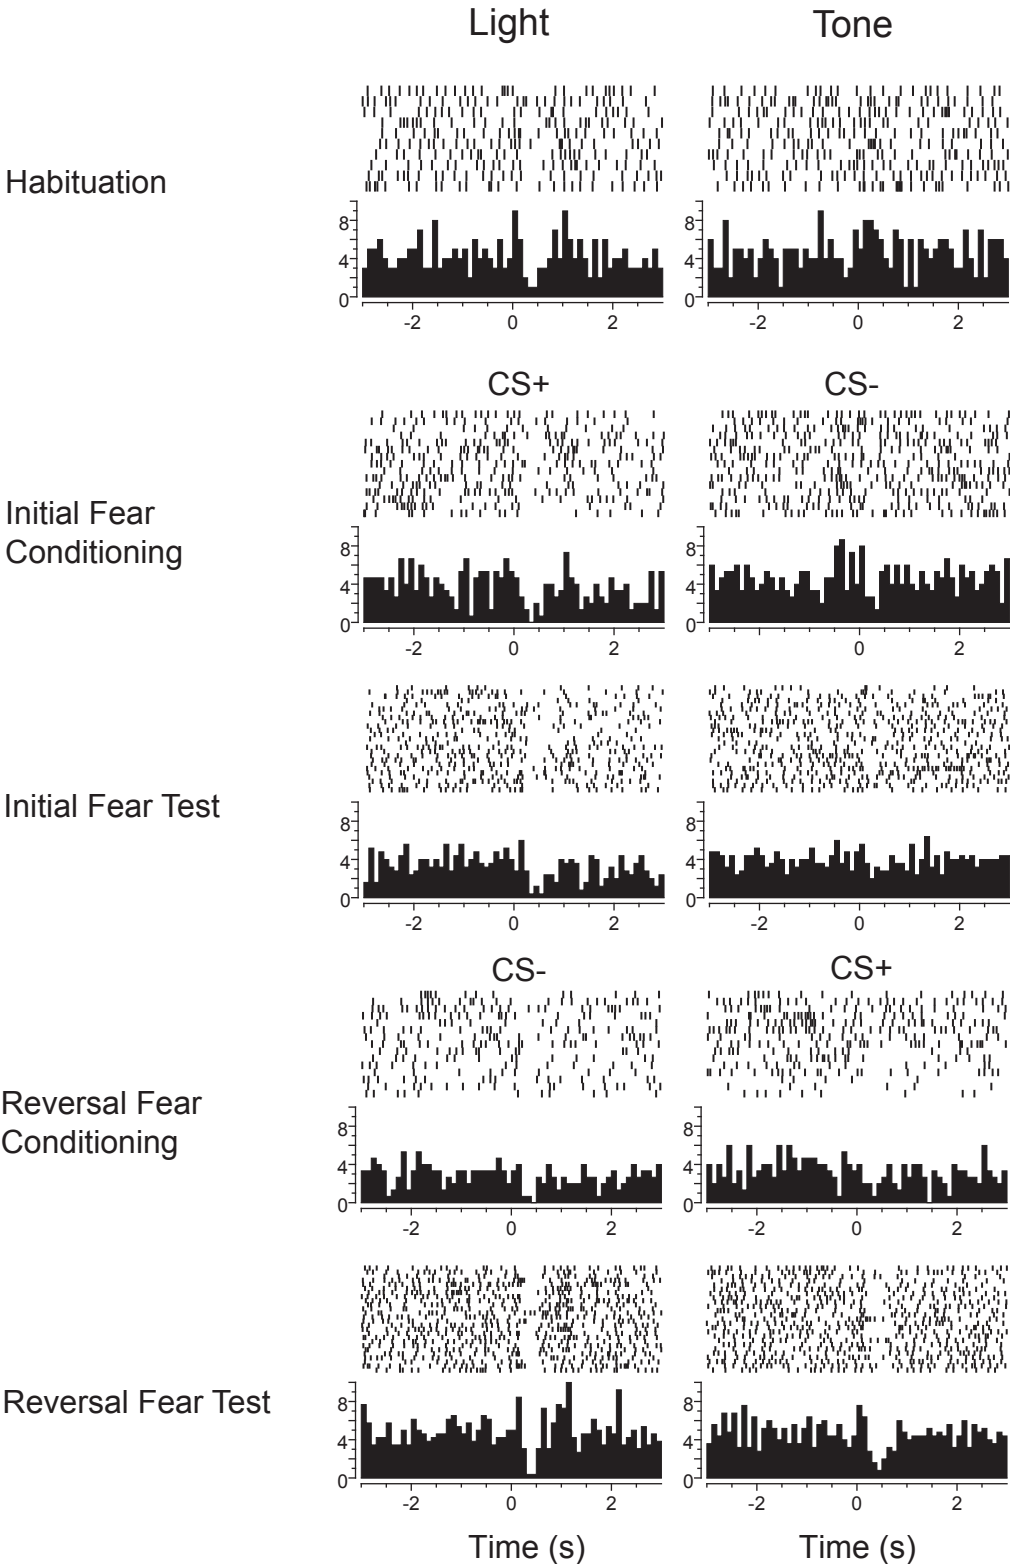 Light Tone
Habituation
8 8
4 4
0 0
-2 0 2 -2 0 2
CS+ CS-
Initial Fear
Conditioning
8 8
4 4
0 0
-2 0 2 0 2
Initial Fear Test
8 8
4 4
0 0
-2 0 2 -2 0 2
CS- CS+
Reversal Fear
Conditioning
8 8
4 4
0 0
-2 0 2 -2 0 2
Reversal Fear Test
8 8
4 4
0 0
-2 0 2 -2 0 2
Time (s) Time (s)